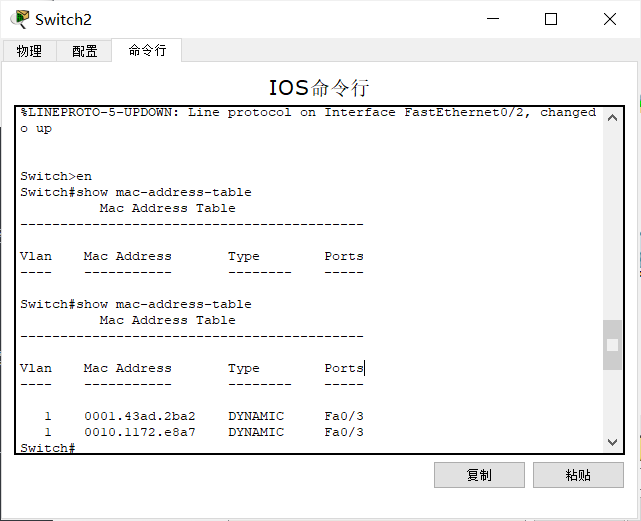 Switch2
物理 配置 命令行
IOS命令行
%LINEPROTO-5-UPDOWN: Line protocol on Interface FastEthernet0/2, changed
o up
Switch>en
Switch#show mac-address-table
Mac Address Table
-------------------------------------------
Vlan Mac Address Type Ports
---- ----------- -------- -----
Switch#show mac-address-table
Mac Address Table
-------------------------------------------
Vlan Mac Address Type Ports
---- ----------- -------- -----
1 0001.43ad.2ba2 DYNAMIC Fa0/3
1 0010.1172.e8a7 DYNAMIC Fa0/3
Switch#
复制 粘贴